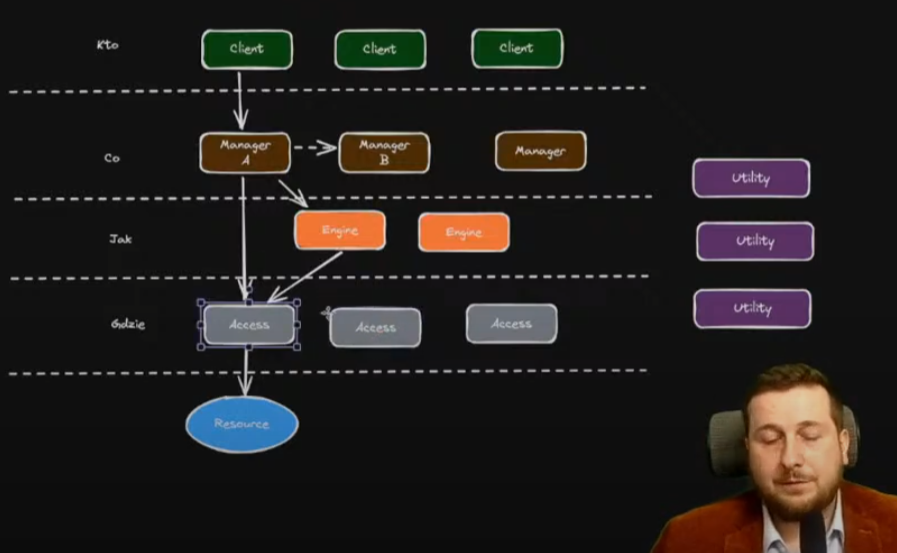 Kto
Client
Client
Client
Co
Manager
A
Manager
B
Manager
Utility
Jak
Engine
Engine
Utility
Gdzie
Access
Access
Access
Utility
Resource